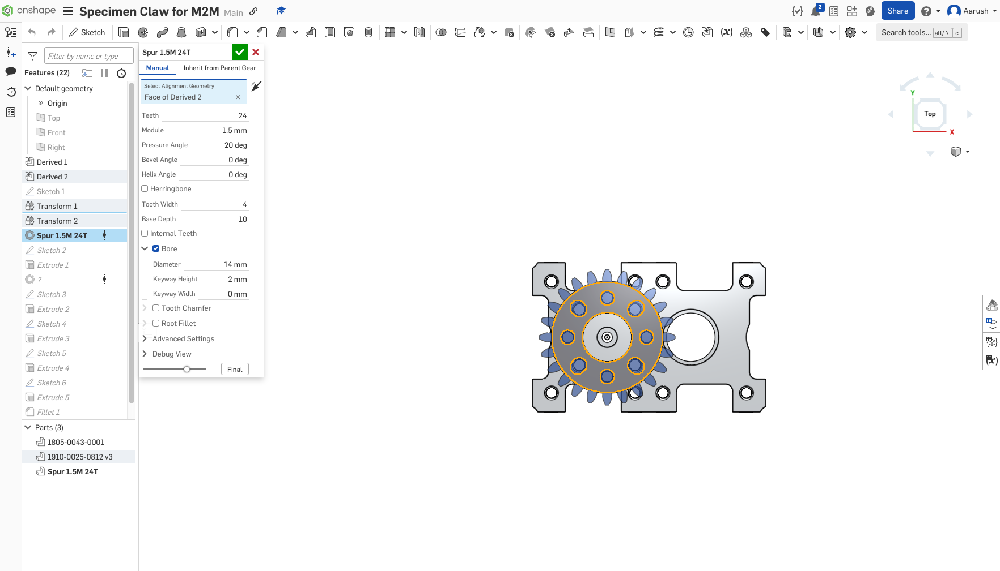 onshape
Specimen Claw for M2M
Main
2
Share
Aarush
Sketch
Search tools...
alt/⌥
c
Filter by name or type
Features (22)
Default geometry
Origin
Top
Front
Right
Derived 1
Derived 2
Sketch 1
Transform 1
Transform 2
Spur 1.5M 24T
Sketch 2
Extrude 1
?
Sketch 3
Extrude 2
Sketch 4
Extrude 3
Sketch 5
Extrude 4
Sketch 6
Extrude 5
Fillet 1
Parts (3)
1805-0043-0001
1910-0025-0812 v3
Spur 1.5M 24T
Spur 1.5M 24T
Manual
Inherit from Parent Gear
Select Alignment Geometry
Face of Derived 2
Teeth 24
Module 1.5 mm
Pressure Angle 20 deg
Bevel Angle 0 deg
Helix Angle 0 deg
Herringbone
Tooth Width 4
Base Depth 10
Internal Teeth
Bore
Diameter 14 mm
Keyway Height 2 mm
Keyway Width 0 mm
Tooth Chamfer
Root Fillet
Advanced Settings
Debug View
Final
Y
Top
X